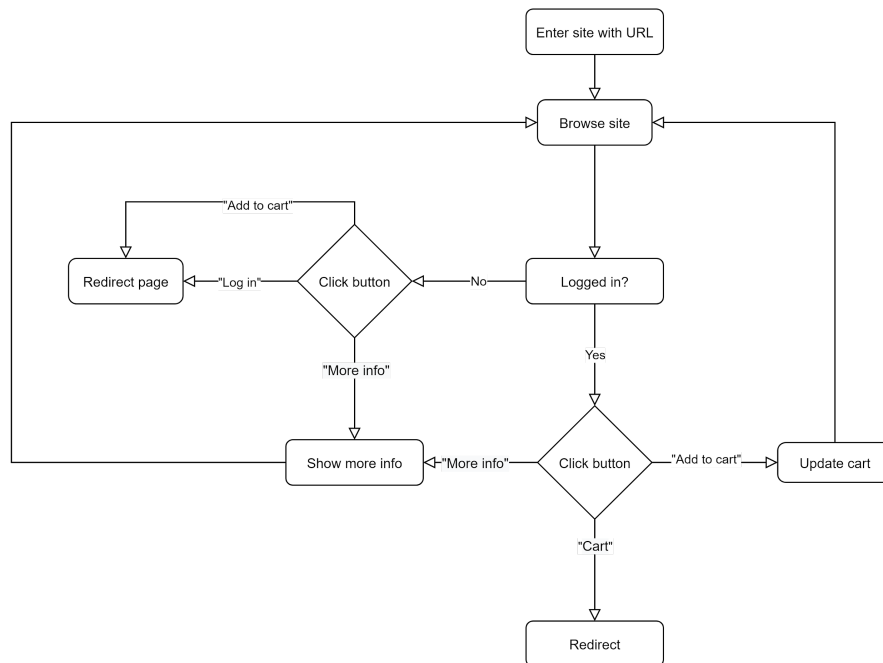 Enter site with URL
Browse site
"Add to cart"
Redirect page
"Log in"
Click button
No
Logged in?
Yes
"More info"
Show more info
"More info"
Click button
"Add to cart"
Update cart
"Cart"
Redirect